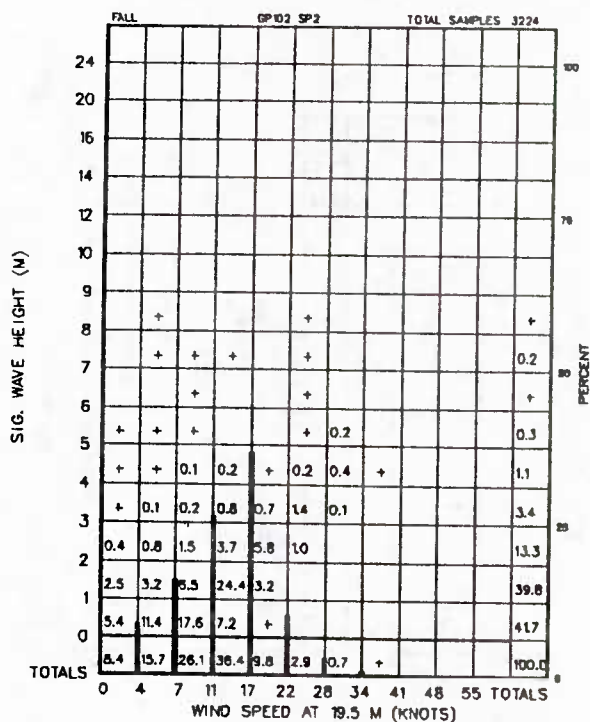 FALL GP102 SP2 TOTAL SAMPLES 3224
24 100
20
16
14
12 75
10
9
8 + + +
7 + + + + 0.2
6 + + +
5 + + + + 0.2 0.3
4 + + 0.1 0.2 + 0.2 0.4 + 1.1
3 + 0.1 0.2 0.8 0.7 1.4 0.1 3.4
2 0.4 0.8 1.5 3.7 5.8 1.0 13.3
1 2.5 3.2 24.4 3.2 39.8
0 5.4 11.4 17.6 7.2 + 41.7
TOTALS 8.4 15.7 26.1 36.4 9.8 2.9 0.7 + 100.0
0 4 7 11 17 22 28 34 41 48 55 TOTALS
WIND SPEED AT 19.5 M (KNOTS)
SIG. WAVE HEIGHT (M)
PERCENT